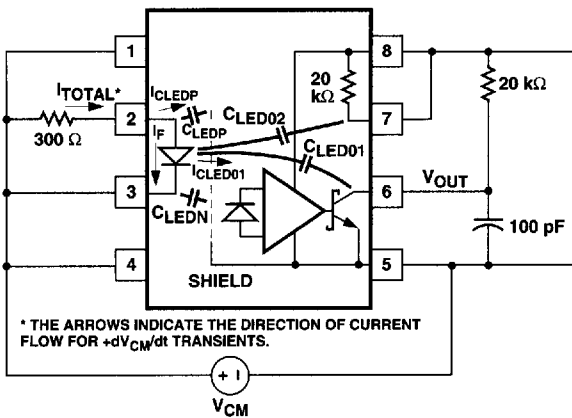 1
8
I_TOTAL*
I_CLEDP
20
kΩ
20 kΩ
2
C_LEDP
C_LED02
7
300 Ω
I_F
C_LED01
I_CLED01
3
6
V_OUT
C_LEDN
100 pF
4
5
SHIELD
* THE ARROWS INDICATE THE DIRECTION OF CURRENT
FLOW FOR +dV_CM/dt TRANSIENTS.
+ I
V_CM